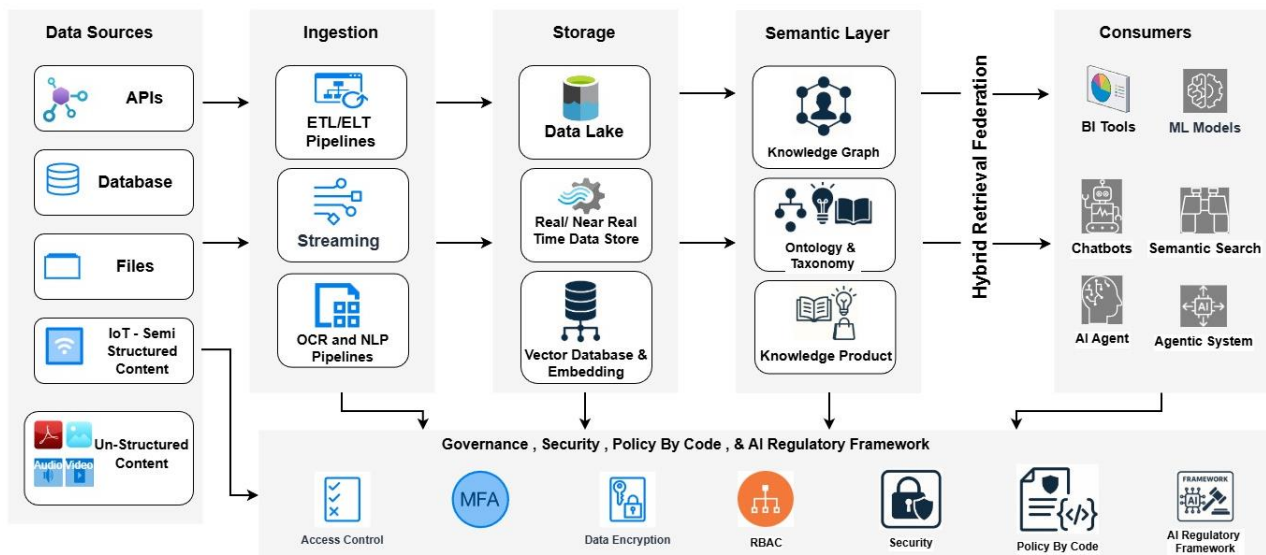 Data Sources
APIs
Database
Files
IoT - Semi
Structured
Content
Un-Structured
Content
Audio
Video
Ingestion
ETL/ELT
Pipelines
Streaming
OCR and NLP
Pipelines
Storage
Data Lake
Real/ Near Real
Time Data Store
Vector Database &
Embedding
Semantic Layer
Knowledge Graph
Ontology &
Taxonomy
Knowledge Product
Hybrid Retrieval Federation
Consumers
BI Tools
ML Models
Chatbots
Semantic Search
AI Agent
AI
Agentic System
Governance , Security , Policy By Code , & AI Regulatory Framework
Access Control
MFA
Data Encryption
RBAC
Security
</>
Policy By Code
FRAMEWORK
AI
AI Regulatory
Framework